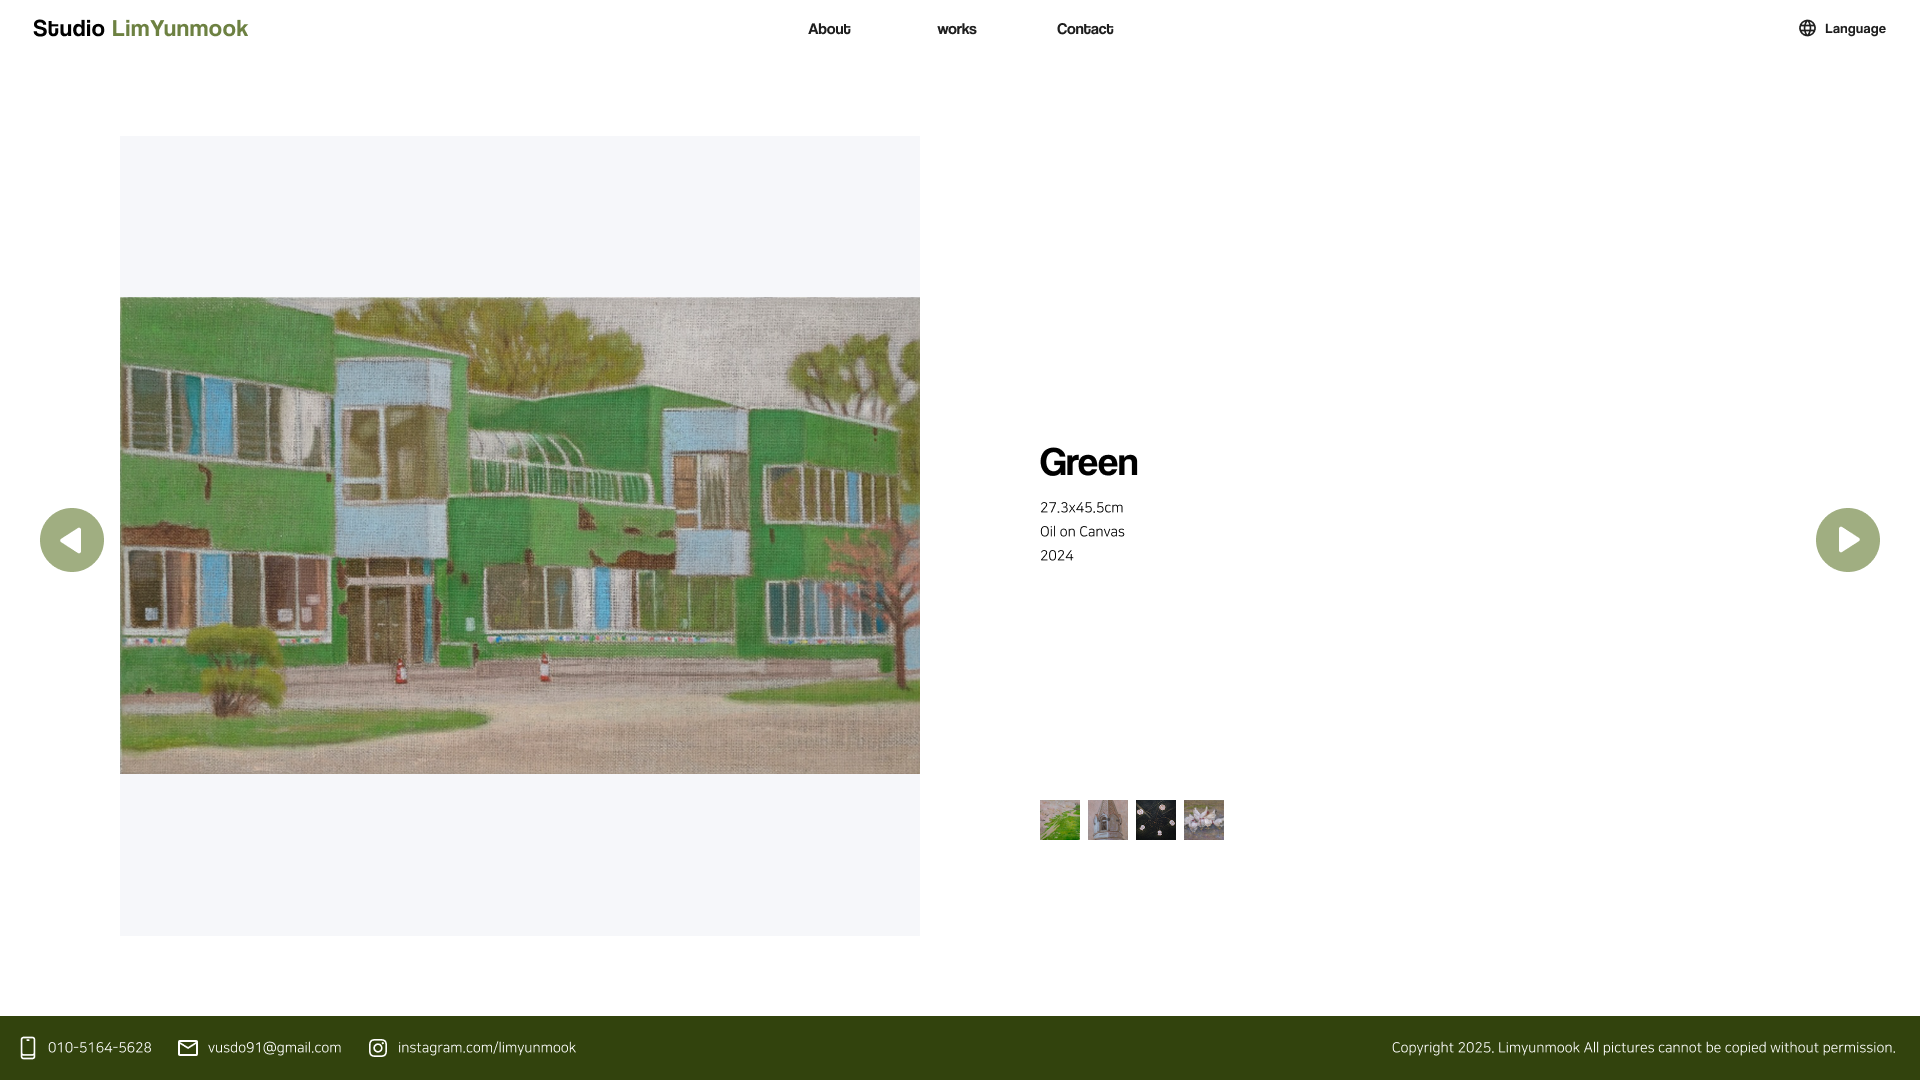 Studio LimYunmook
About
works
Contact
Language
Green
27.3x45.5cm
Oil on Canvas
2024
010-5164-5628
vusdo91@gmail.com
instagram.com/limyunmook
Copyright 2025. Limyunmook All pictures cannot be copied without permission.